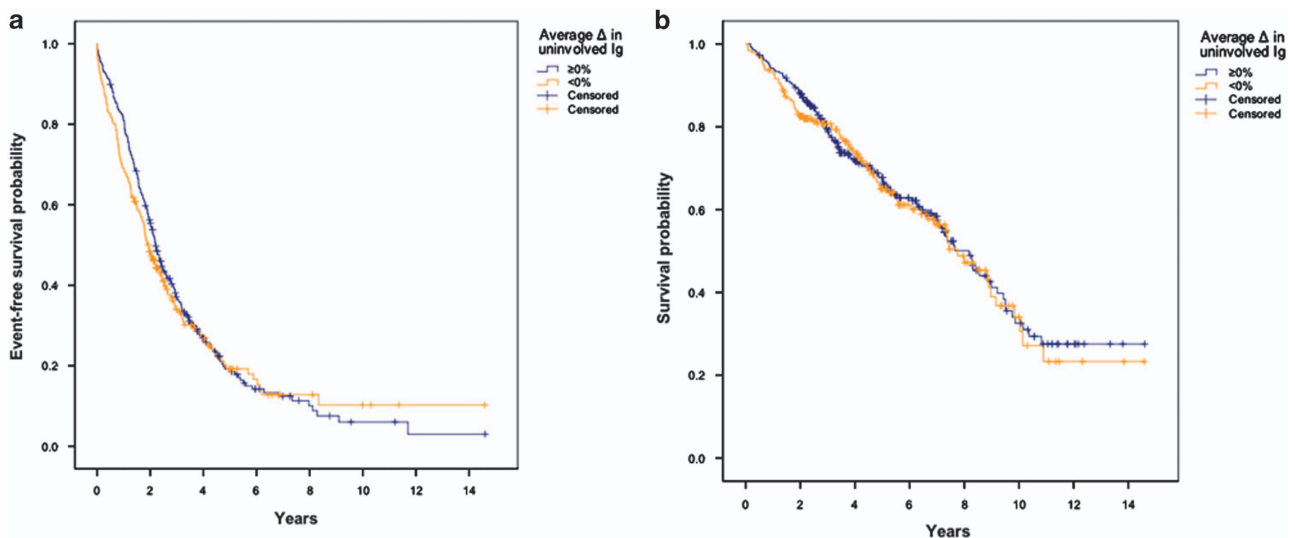 a
Average Δ in
uninvolved Ig
≥0%
<0%
Censored
Censored
Event-free survival probability
1.0
0.8
0.6
0.4
0.2
0.0
0 2 4 6 8 10 12 14
Years
b
Average Δ in
uninvolved Ig
≥0%
<0%
Censored
Censored
Survival probability
1.0
0.8
0.6
0.4
0.2
0.0
0 2 4 6 8 10 12 14
Years